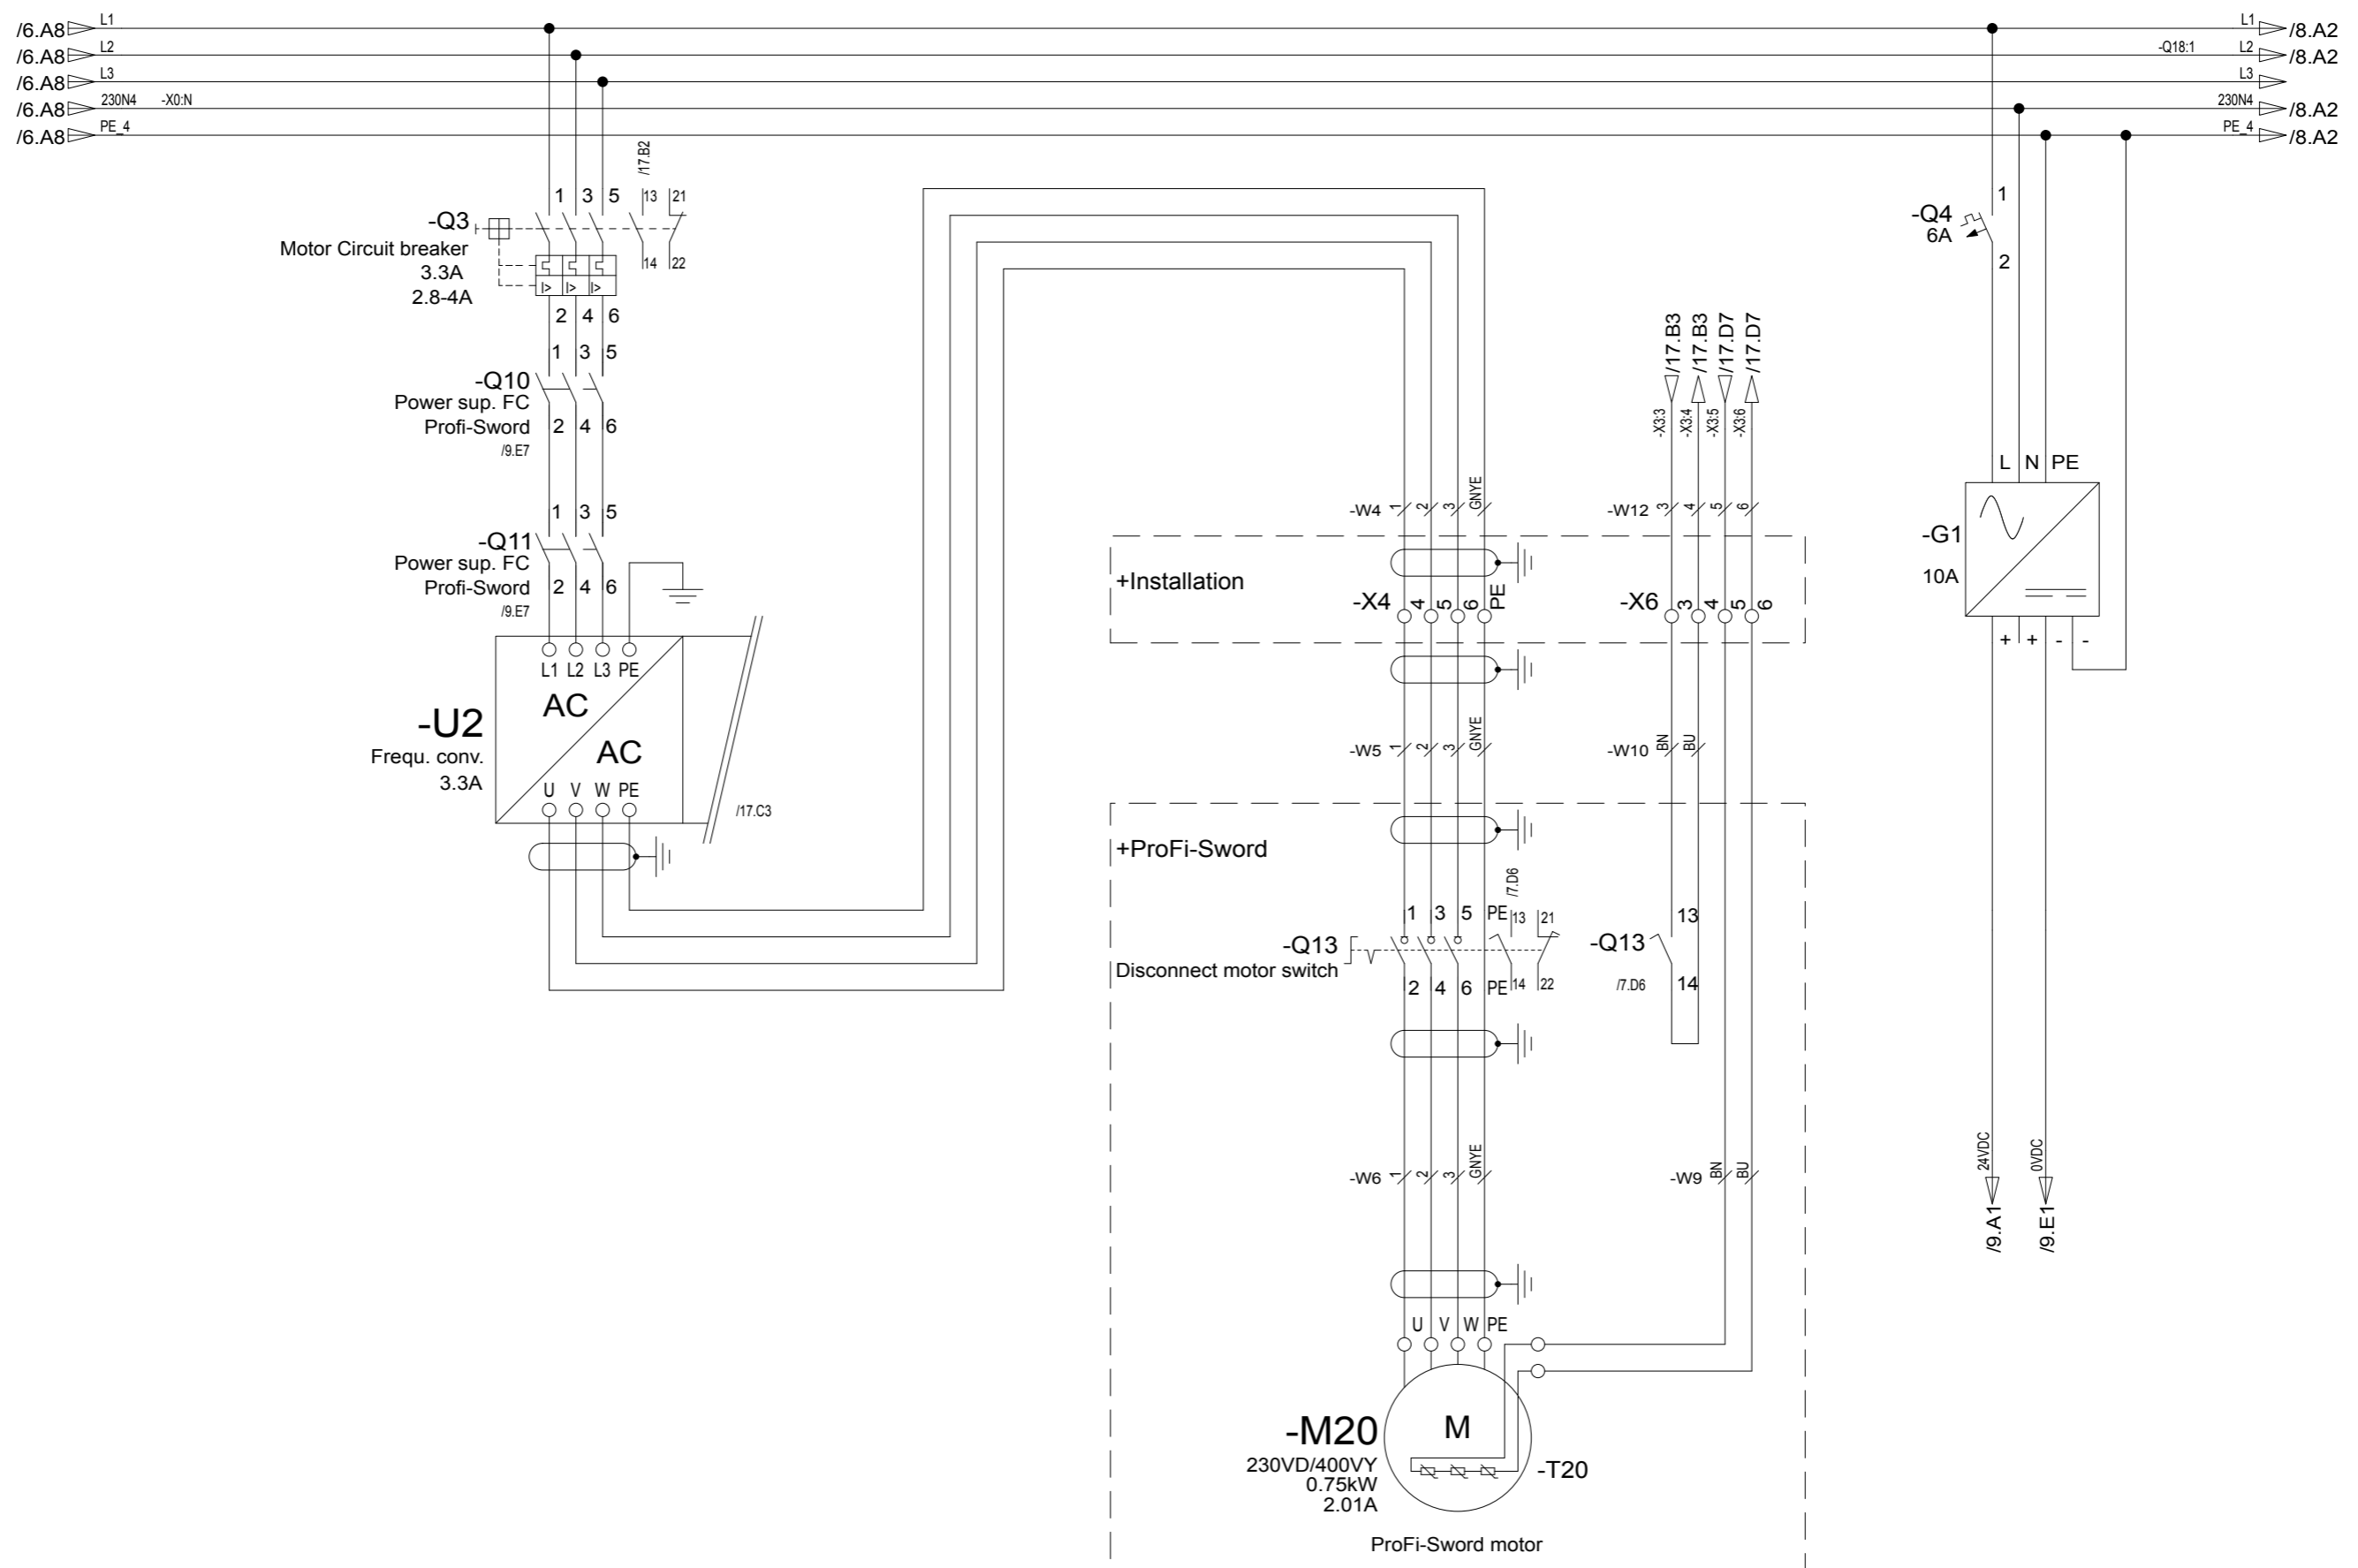 /6.A8 L1 L1 /8.A2
/6.A8 L2 -Q18:1 L2 /8.A2
/6.A8 L3 L3
/6.A8 230N4 -X0:N 230N4 /8.A2
/6.A8 PE_4 PE_4 /8.A2
/17.B2
1 3 5 13 21
-Q3
Motor Circuit breaker
3.3A
2.8-4A
14 22
I> I> I>
2 4 6
1 3 5
-Q10
Power sup. FC
Profi-Sword
/9.E7
2 4 6
1 3 5
-Q11
Power sup. FC
Profi-Sword
/9.E7
2 4 6
L1 L2 L3 PE
AC
AC
-U2
Frequ. conv.
3.3A
U V W PE
/17.C3
/17.B3 /17.B3 /17.D7 /17.D7
-X3:3 -X3:4 -X3:5 -X3:6
-W4 1 2 3 GNYE
-W12 3 4 5 6
+Installation
-X4 4 5 6 PE
-X6 3 4 5 6
-W5 1 2 3 GNYE
-W10 BN BU
+ProFi-Sword
/7.D6
1 3 5 PE 13 21
-Q13
Disconnect motor switch
2 4 6 PE 14 22
13
-Q13
/7.D6
14
-W6 1 2 3 GNYE
-W9 BN BU
U V W PE
-M20
230VD/400VY
0.75kW
2.01A
M
-T20
ProFi-Sword motor
1
-Q4
6A
2
L N PE
-G1
10A
+ + - -
24VDC 0VDC
/9.A1 /9.E1